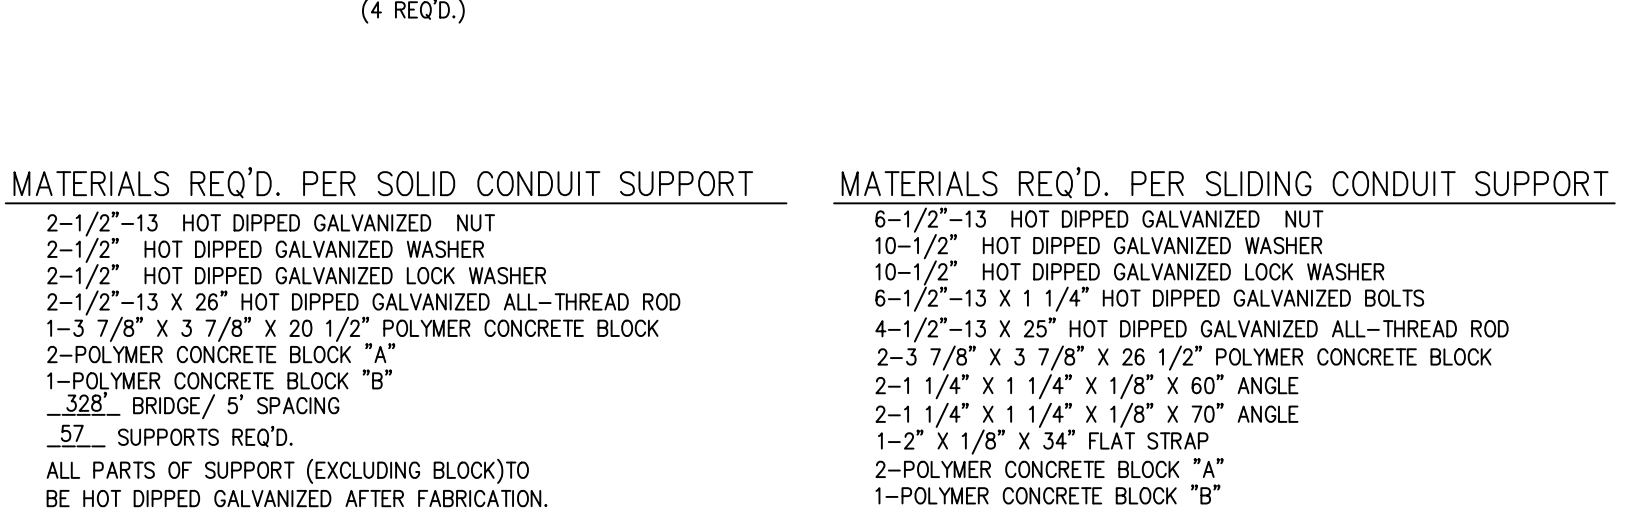 (4 REQ'D.)
MATERIALS REQ'D. PER SOLID CONDUIT SUPPORT
2-1/2"-13 HOT DIPPED GALVANIZED NUT
2-1/2" HOT DIPPED GALVANIZED WASHER
2-1/2" HOT DIPPED GALVANIZED LOCK WASHER
2-1/2"-13 X 26" HOT DIPPED GALVANIZED ALL-THREAD ROD
1-3 7/8" X 3 7/8" X 20 1/2" POLYMER CONCRETE BLOCK
2-POLYMER CONCRETE BLOCK "A"
1-POLYMER CONCRETE BLOCK "B"
_328'_ BRIDGE/ 5' SPACING
_57_ SUPPORTS REQ'D.
ALL PARTS OF SUPPORT (EXCLUDING BLOCK)TO
BE HOT DIPPED GALVANIZED AFTER FABRICATION.
MATERIALS REQ'D. PER SLIDING CONDUIT SUPPORT
6-1/2"-13 HOT DIPPED GALVANIZED NUT
10-1/2" HOT DIPPED GALVANIZED WASHER
10-1/2" HOT DIPPED GALVANIZED LOCK WASHER
6-1/2"-13 X 1 1/4" HOT DIPPED GALVANIZED BOLTS
4-1/2"-13 X 25" HOT DIPPED GALVANIZED ALL-THREAD ROD
2-3 7/8" X 3 7/8" X 26 1/2" POLYMER CONCRETE BLOCK
2-1 1/4" X 1 1/4" X 1/8" X 60" ANGLE
2-1 1/4" X 1 1/4" X 1/8" X 70" ANGLE
1-2" X 1/8" X 34" FLAT STRAP
2-POLYMER CONCRETE BLOCK "A"
1-POLYMER CONCRETE BLOCK "B"